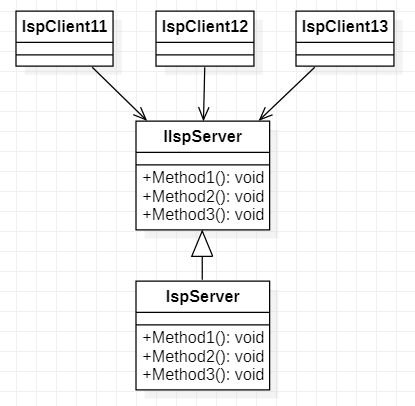 IspClient11
IspClient12
IspClient13
IIspServer
+Method1(): void
+Method2(): void
+Method3(): void
IspServer
+Method1(): void
+Method2(): void
+Method3(): void